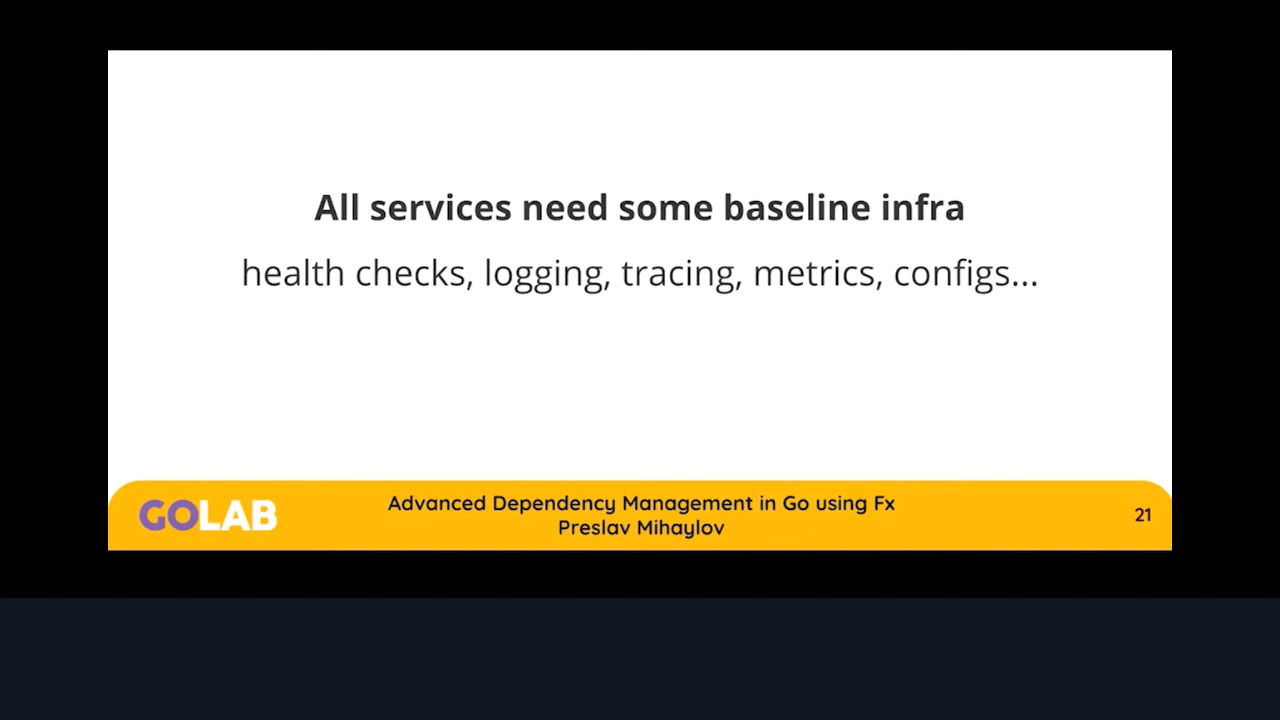 All services need some baseline infra
health checks, logging, tracing, metrics, configs...
GOLAB
Advanced Dependency Management in Go using Fx
Preslav Mihaylov
21